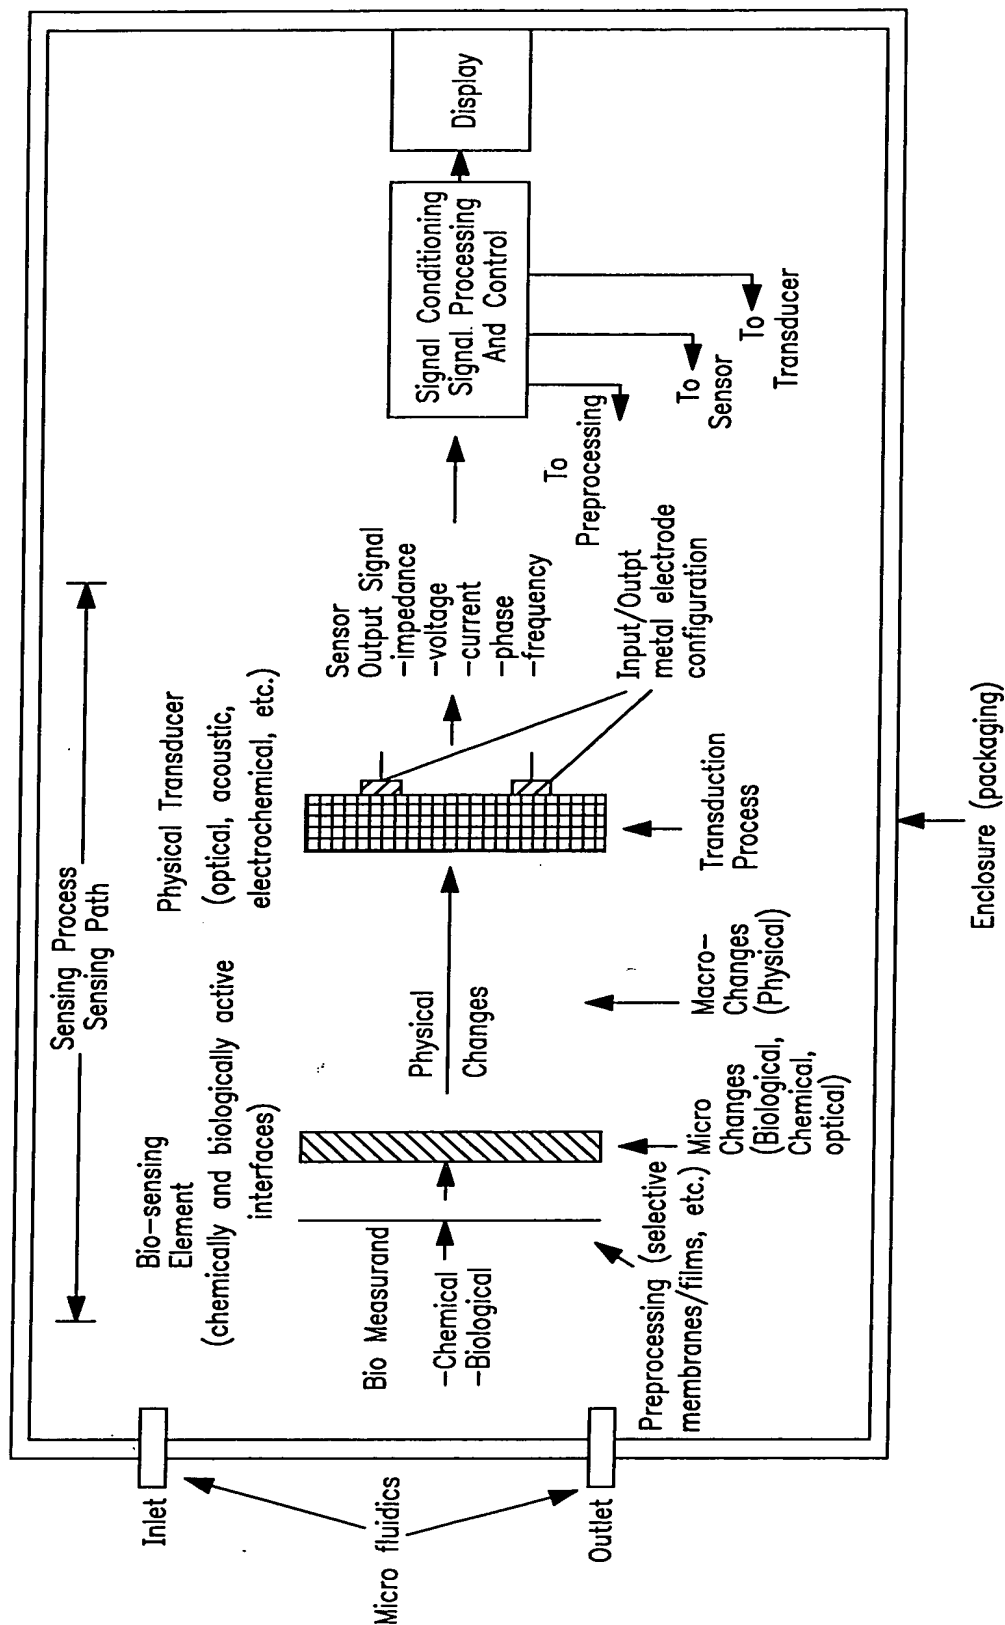 Sensing Process
Sensing Path
Bio-sensing
Element
(chemically and biologically active
interfaces)
Physical Transducer
(optical, acoustic,
electrochemical, etc.)
Inlet
Micro fluidics
Outlet
Bio Measurand
-Chemical
-Biological
Physical
Changes
Sensor
Output Signal
-impedance
-voltage
-current
-phase
-frequency
Signal Conditioning
Signal. Processing
And Control
Display
To
Preprocessing
To
Sensor
To
Transducer
Input/Outpt
metal electrode
configuration
Preprocessing (selective
membranes/films, etc.)
Micro
Changes
(Biological,
Chemical,
optical)
Macro-
Changes
(Physical)
Transduction
Process
Enclosure (packaging)